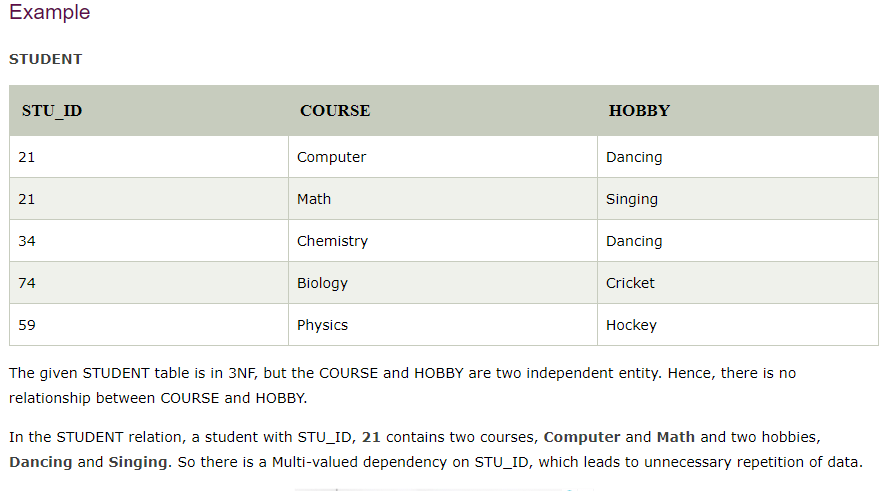 Example
STUDENT
STU_ID COURSE HOBBY
21 Computer Dancing
21 Math Singing
34 Chemistry Dancing
74 Biology Cricket
59 Physics Hockey
The given STUDENT table is in 3NF, but the COURSE and HOBBY are two independent entity. Hence, there is no
relationship between COURSE and HOBBY.
In the STUDENT relation, a student with STU_ID, 21 contains two courses, Computer and Math and two hobbies,
Dancing and Singing. So there is a Multi-valued dependency on STU_ID, which leads to unnecessary repetition of data.